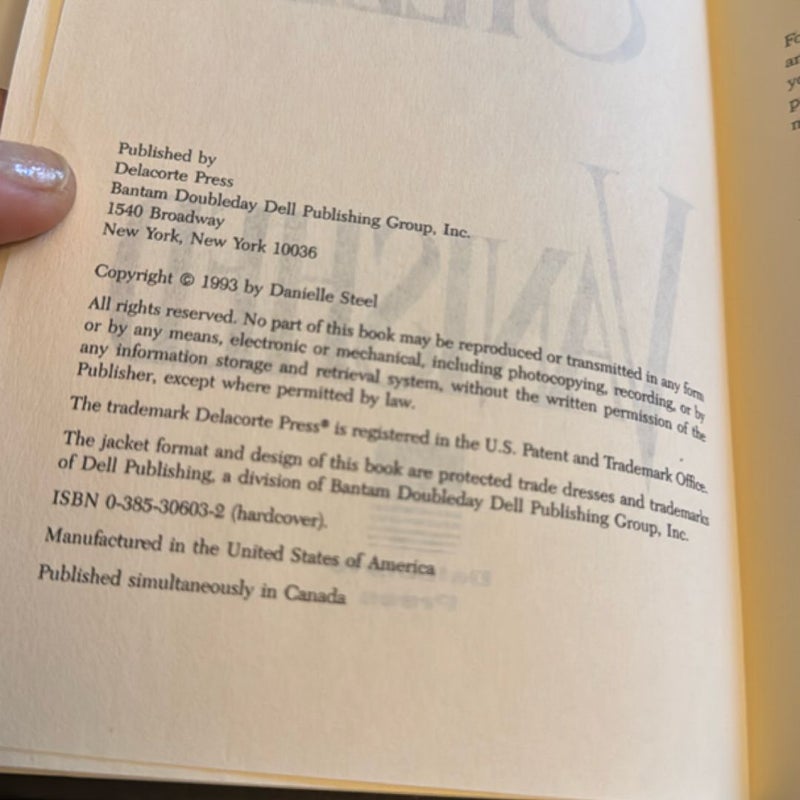 Published by
Delacorte Press
Bantam Doubleday Dell Publishing Group, Inc.
1540 Broadway
New York, New York 10036
Copyright © 1993 by Danielle Steel
All rights reserved. No part of this book may be reproduced or transmitted in any form
or by any means, electronic or mechanical, including photocopying, recording, or by
any information storage and retrieval system, without the written permission of the
Publisher, except where permitted by law.
The trademark Delacorte Press® is registered in the U.S. Patent and Trademark Office.
The jacket format and design of this book are protected trade dresses and trademarks
of Dell Publishing, a division of Bantam Doubleday Dell Publishing Group, Inc.
ISBN 0-385-30603-2 (hardcover).
Manufactured in the United States of America
Published simultaneously in Canada